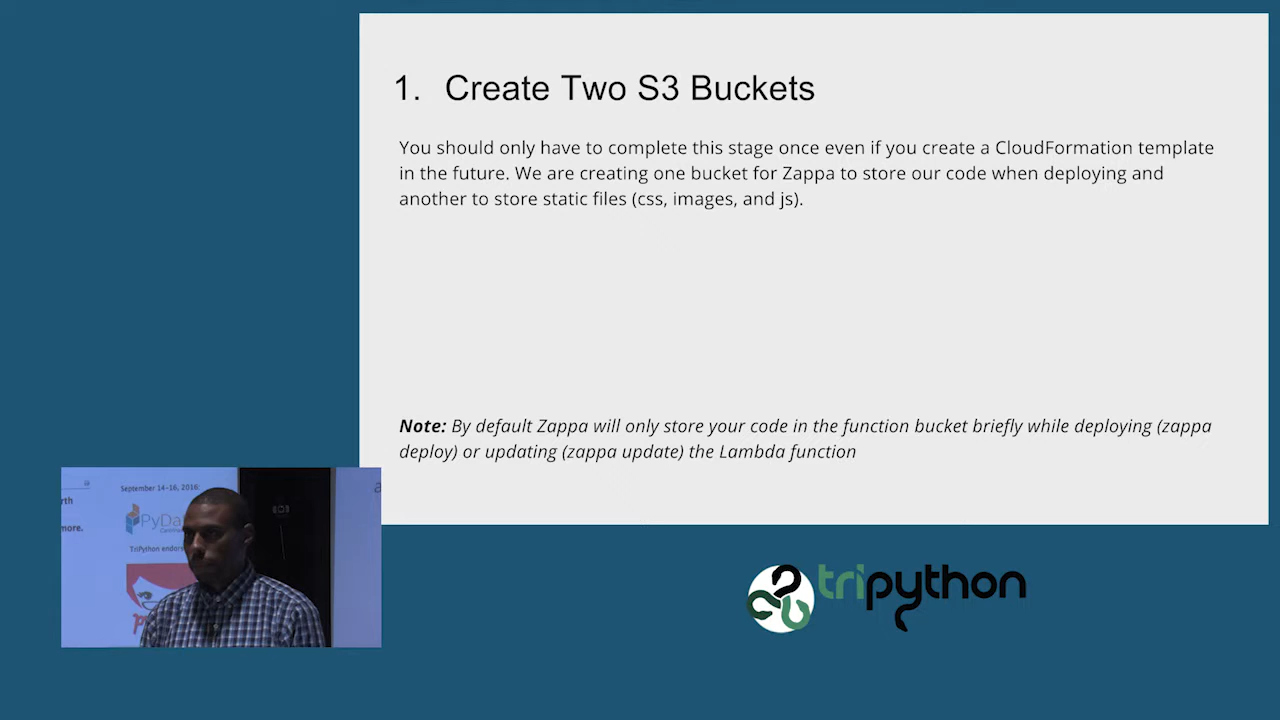 1. Create Two S3 Buckets
You should only have to complete this stage once even if you create a CloudFormation template
in the future. We are creating one bucket for Zappa to store our code when deploying and
another to store static files (css, images, and js).
Note: By default Zappa will only store your code in the function bucket briefly while deploying (zappa
deploy) or updating (zappa update) the Lambda function
September 14-16, 2016:
more.
PyDa
TriPython endors
tripython